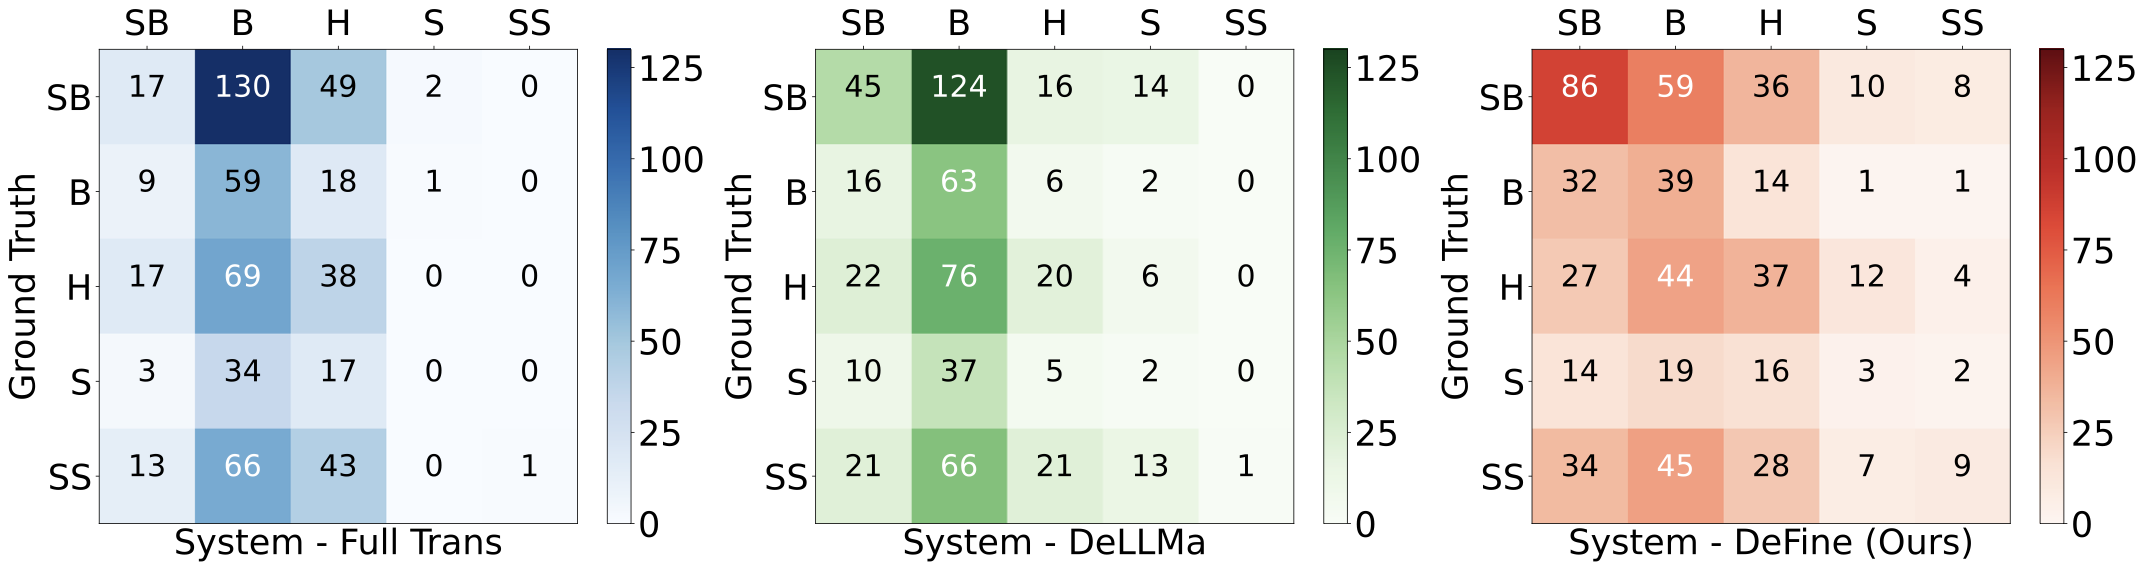 SB B H S SS
SB 17 130 49 2 0
B 9 59 18 1 0
H 17 69 38 0 0
S 3 34 17 0 0
SS 13 66 43 0 1
Ground Truth
System - Full Trans
125
100
75
50
25
0
SB B H S SS
SB 45 124 16 14 0
B 16 63 6 2 0
H 22 76 20 6 0
S 10 37 5 2 0
SS 21 66 21 13 1
Ground Truth
System - DeLLMa
125
100
75
50
25
0
SB B H S SS
SB 86 59 36 10 8
B 32 39 14 1 1
H 27 44 37 12 4
S 14 19 16 3 2
SS 34 45 28 7 9
Ground Truth
System - DeFine (Ours)
125
100
75
50
25
0